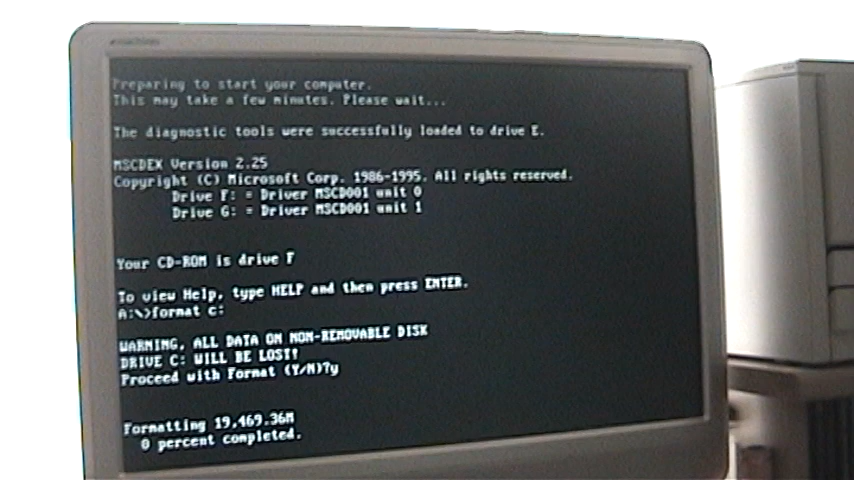 emachines
Preparing to start your computer.
This may take a few minutes. Please wait...
The diagnostic tools were successfully loaded to drive E.
MSCDEX Version 2.25
Copyright (C) Microsoft Corp. 1986-1995. All rights reserved.
Drive F: = Driver MSCD001 unit 0
Drive G: = Driver MSCD001 unit 1
Your CD-ROM is drive F
To view Help, type HELP and then press ENTER.
A:\>format c:
WARNING, ALL DATA ON NON-REMOVABLE DISK
DRIVE C: WILL BE LOST!
Proceed with Format (Y/N)?y
Formatting 19,469.36M
0 percent completed.